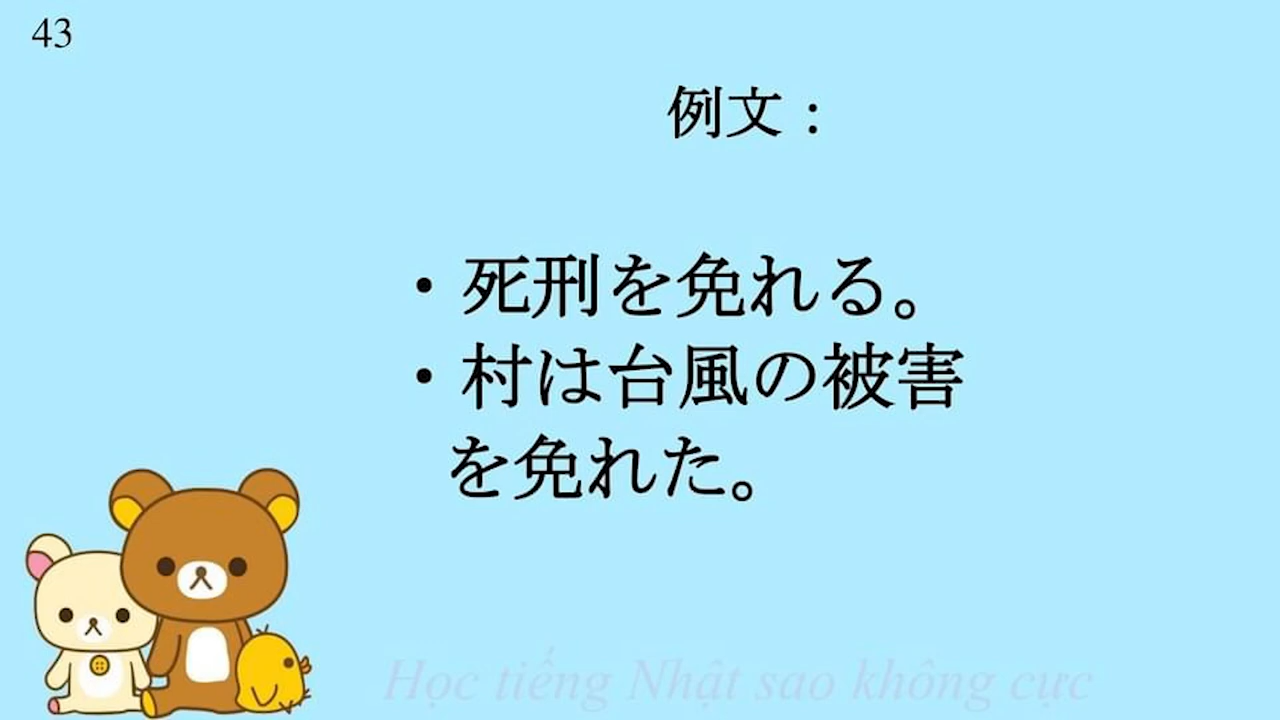 43
例文：
・死刑を免れる。
・村は台風の被害
を免れた。
Học tiếng Nhật sao không cực